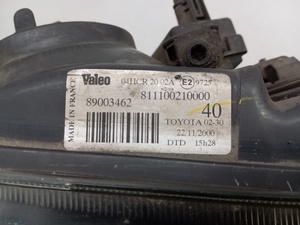 Valeo 04HCR 20 02A E2 9725
MADE IN FRANCE
89003462 811100210000
40
TOYOTA 02-30
22/11/2000
DTD 15h28